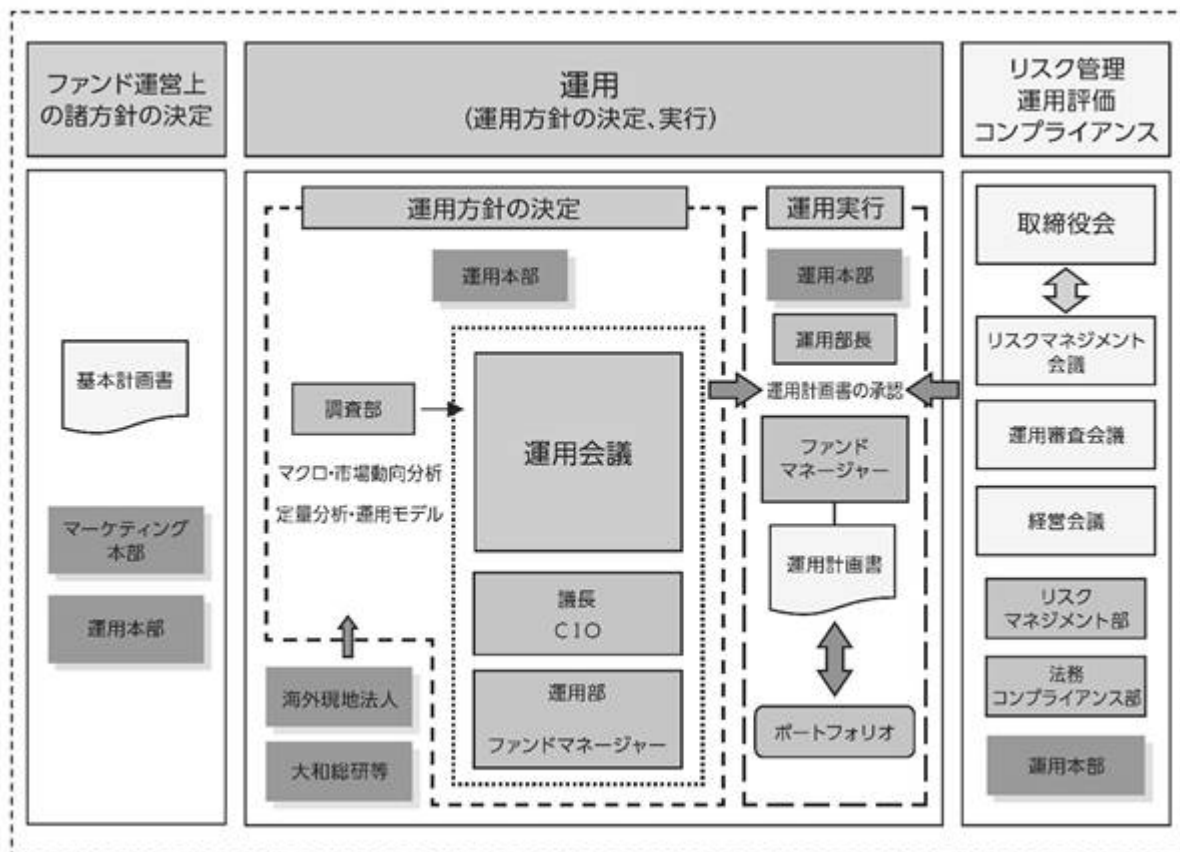 ファンド運営上
の諸方針の決定
運用
(運用方針の決定、実行)
リスク管理
運用評価
コンプライアンス
基本計画書
マーケティング
本部
運用本部
運用方針の決定
運用本部
調査部
マクロ・市場動向分析
定量分析・運用モデル
運用会議
議長
CIO
運用部
ファンドマネージャー
海外現地法人
大和総研等
運用実行
運用本部
運用部長
運用計画書の承認
ファンド
マネージャー
運用計画書
ポートフォリオ
取締役会
リスクマネジメント
会議
運用審査会議
経営会議
リスク
マネジメント部
法務
コンプライアンス部
運用本部